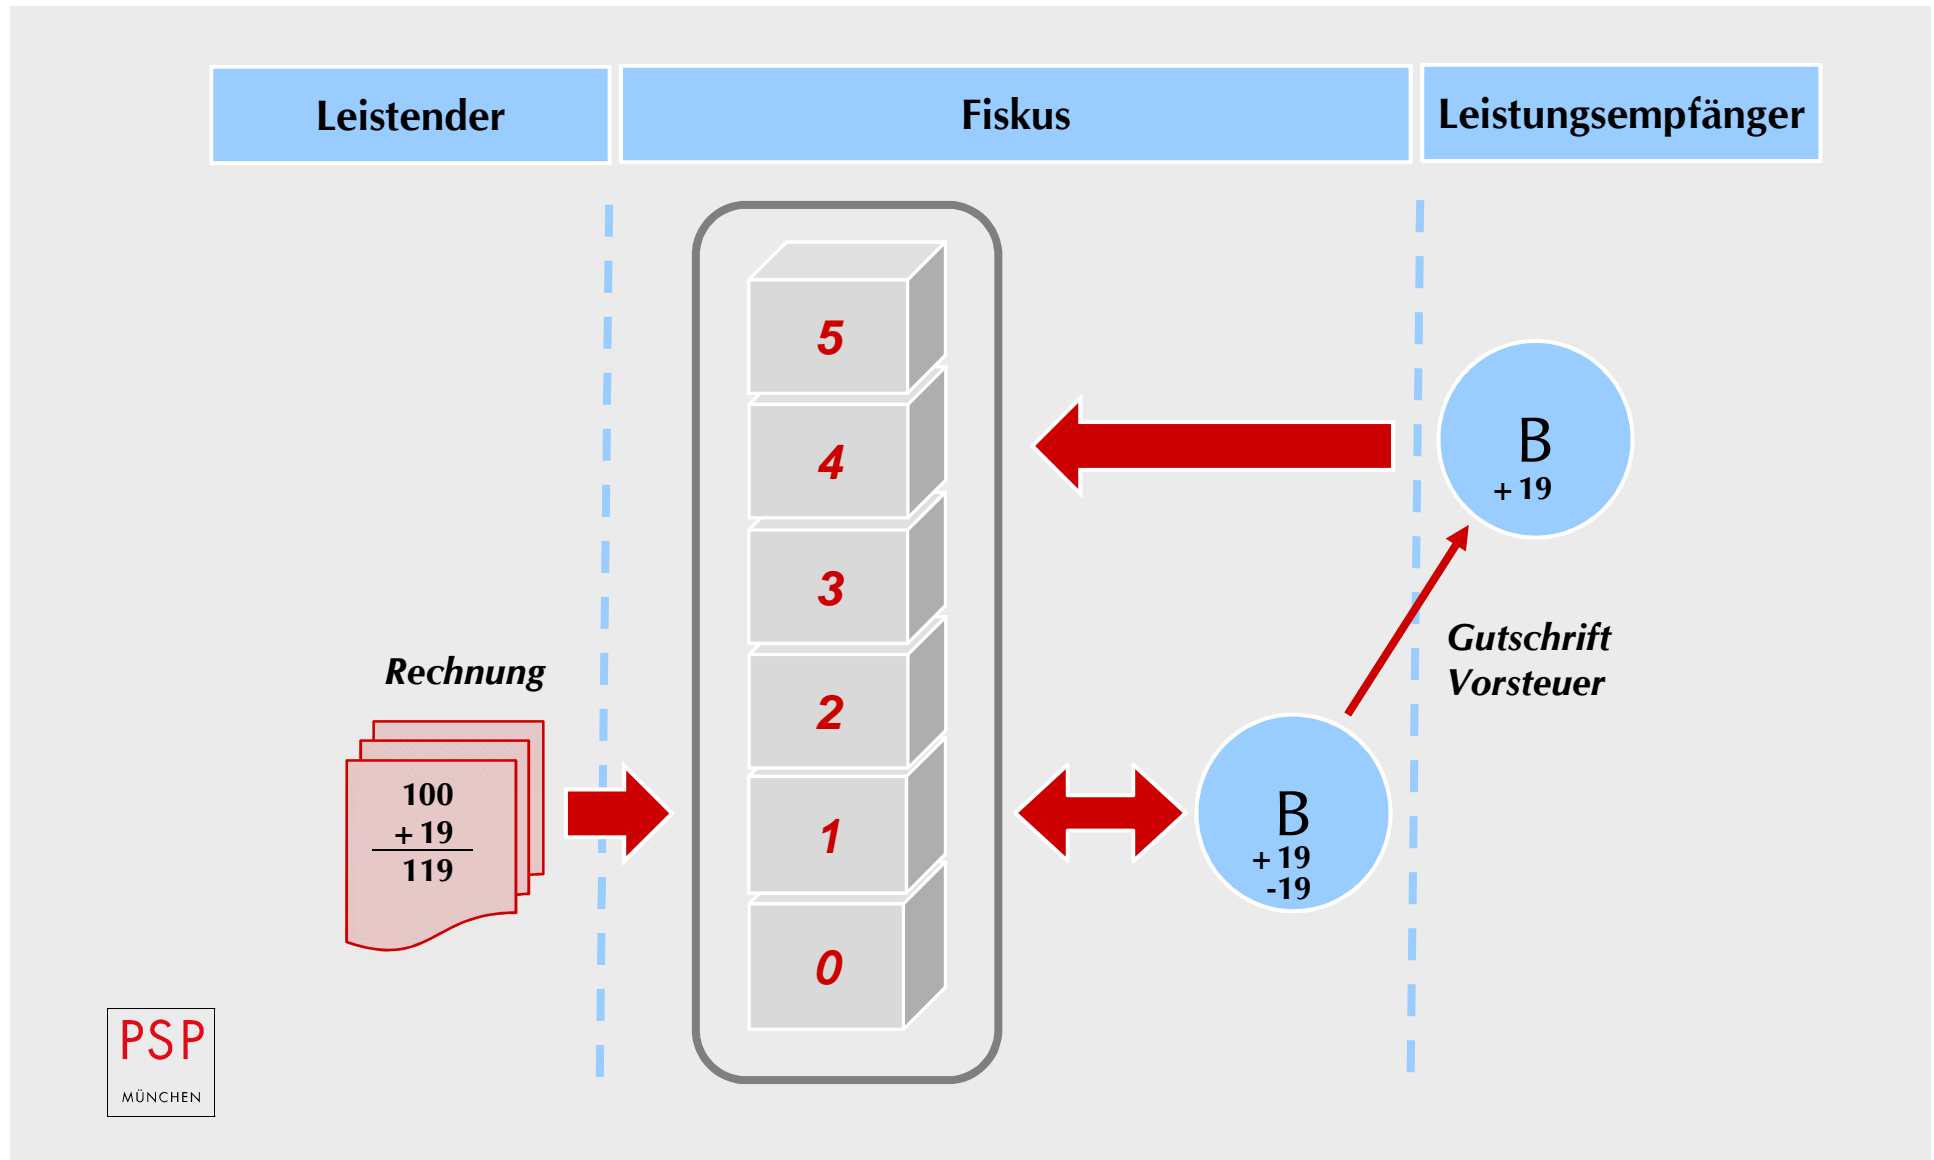 Leistender
Fiskus
Leistungsempfänger
5
4
3
2
1
0
B
+ 19
Gutschrift
Vorsteuer
Rechnung
100
+ 19
119
B
+ 19
-19
PSP
MÜNCHEN